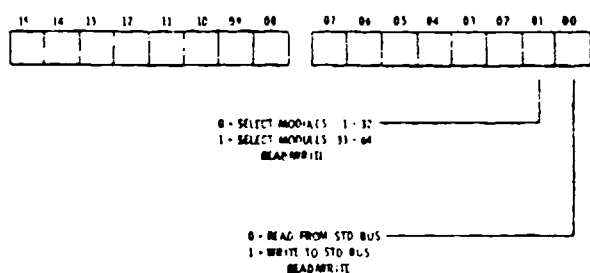 15 14 13 12 11 10 09 08 07 06 05 04 03 02 01 00
0 - SELECT MODULES 1 - 32
1 - SELECT MODULES 33 - 64
READ/WRITE
0 - READ FROM STD BUS
1 - WRITE TO STD BUS
READ/WRITE